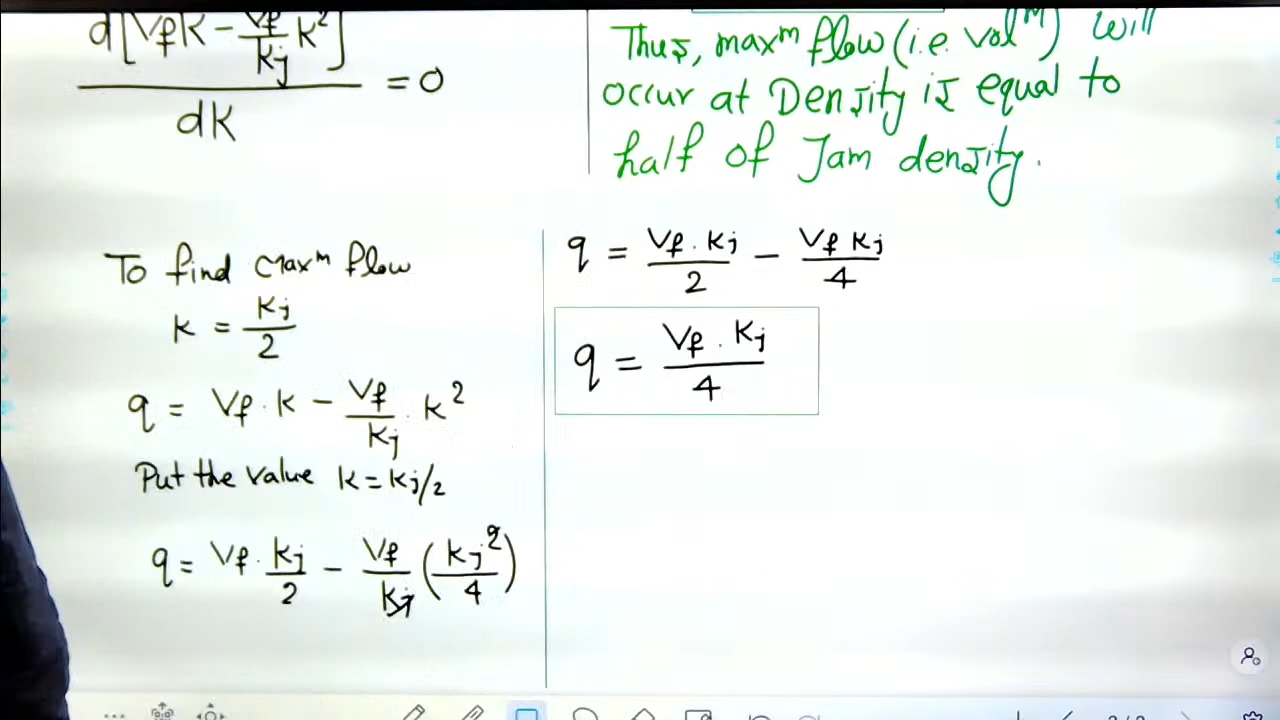 d[Vfk - Vf/kj k²]
───────── = 0
dk
Thus, maxᵐ flow (i.e. volᵐ) will
occur at Density is equal to
half of Jam density.
To find maxᵐ flow
k = kj/2
q = Vf · k - Vf/kj · k²
Put the value k = kj/2
q = Vf · kj/2 - Vf/kj (kj²/4)
q = Vf · kj/2 - Vf kj/4
q = Vf · kj/4